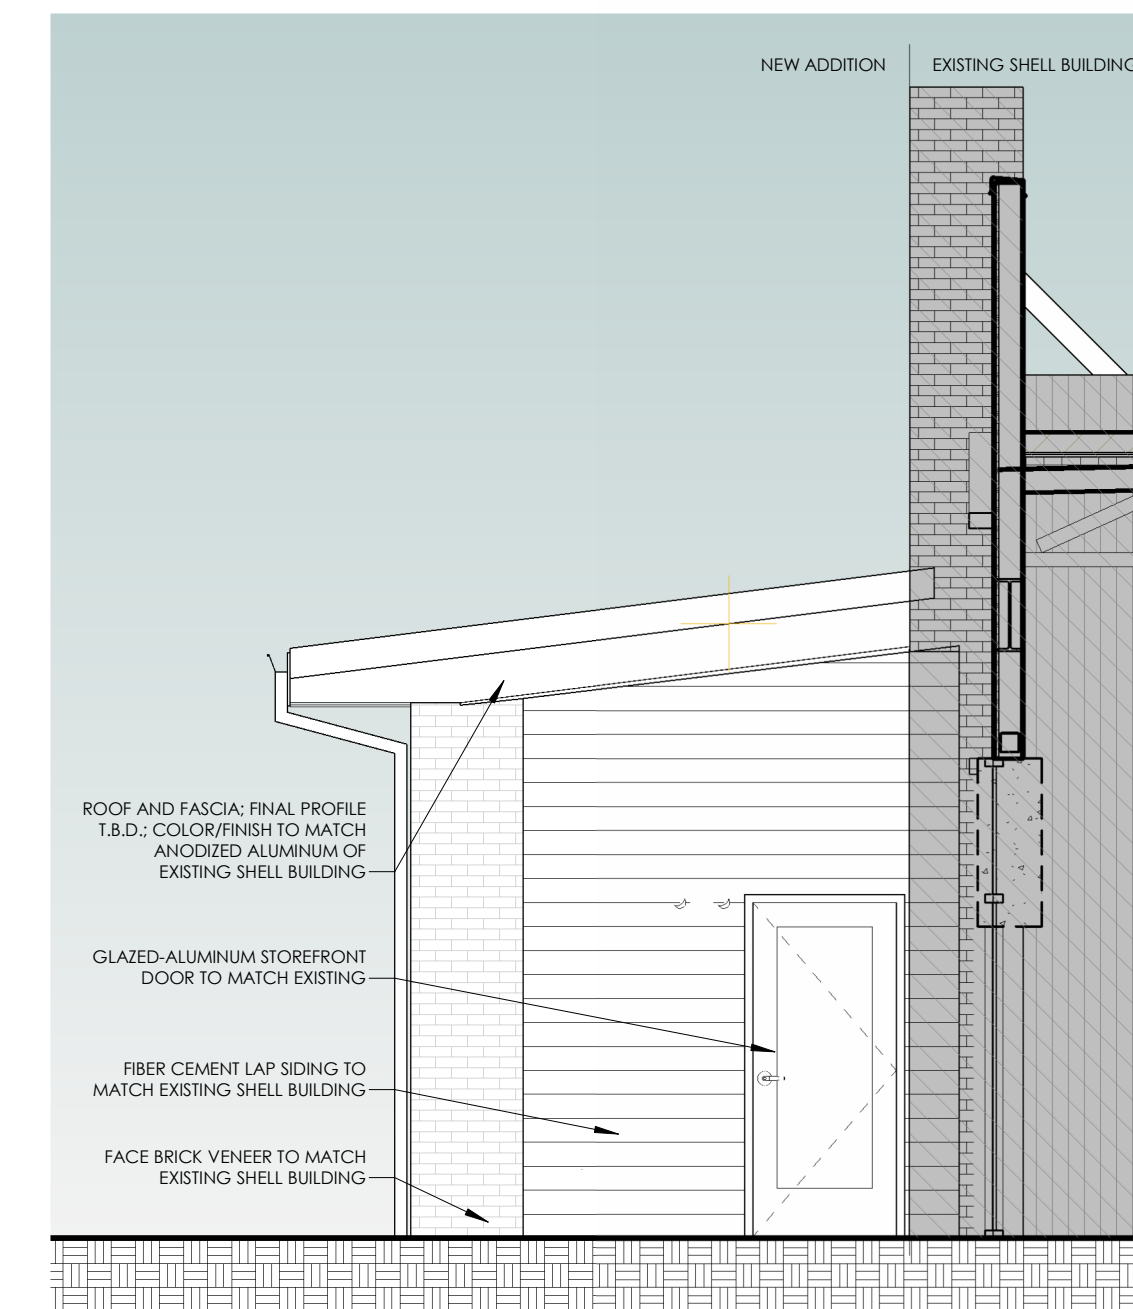 NEW ADDITION
EXISTING SHELL BUILDING
ROOF AND FASCIA; FINAL PROFILE
T.B.D.; COLOR/FINISH TO MATCH
ANODIZED ALUMINUM OF
EXISTING SHELL BUILDING
GLAZED-ALUMINUM STOREFRONT
DOOR TO MATCH EXISTING
FIBER CEMENT LAP SIDING TO
MATCH EXISTING SHELL BUILDING
FACE BRICK VENEER TO MATCH
EXISTING SHELL BUILDING